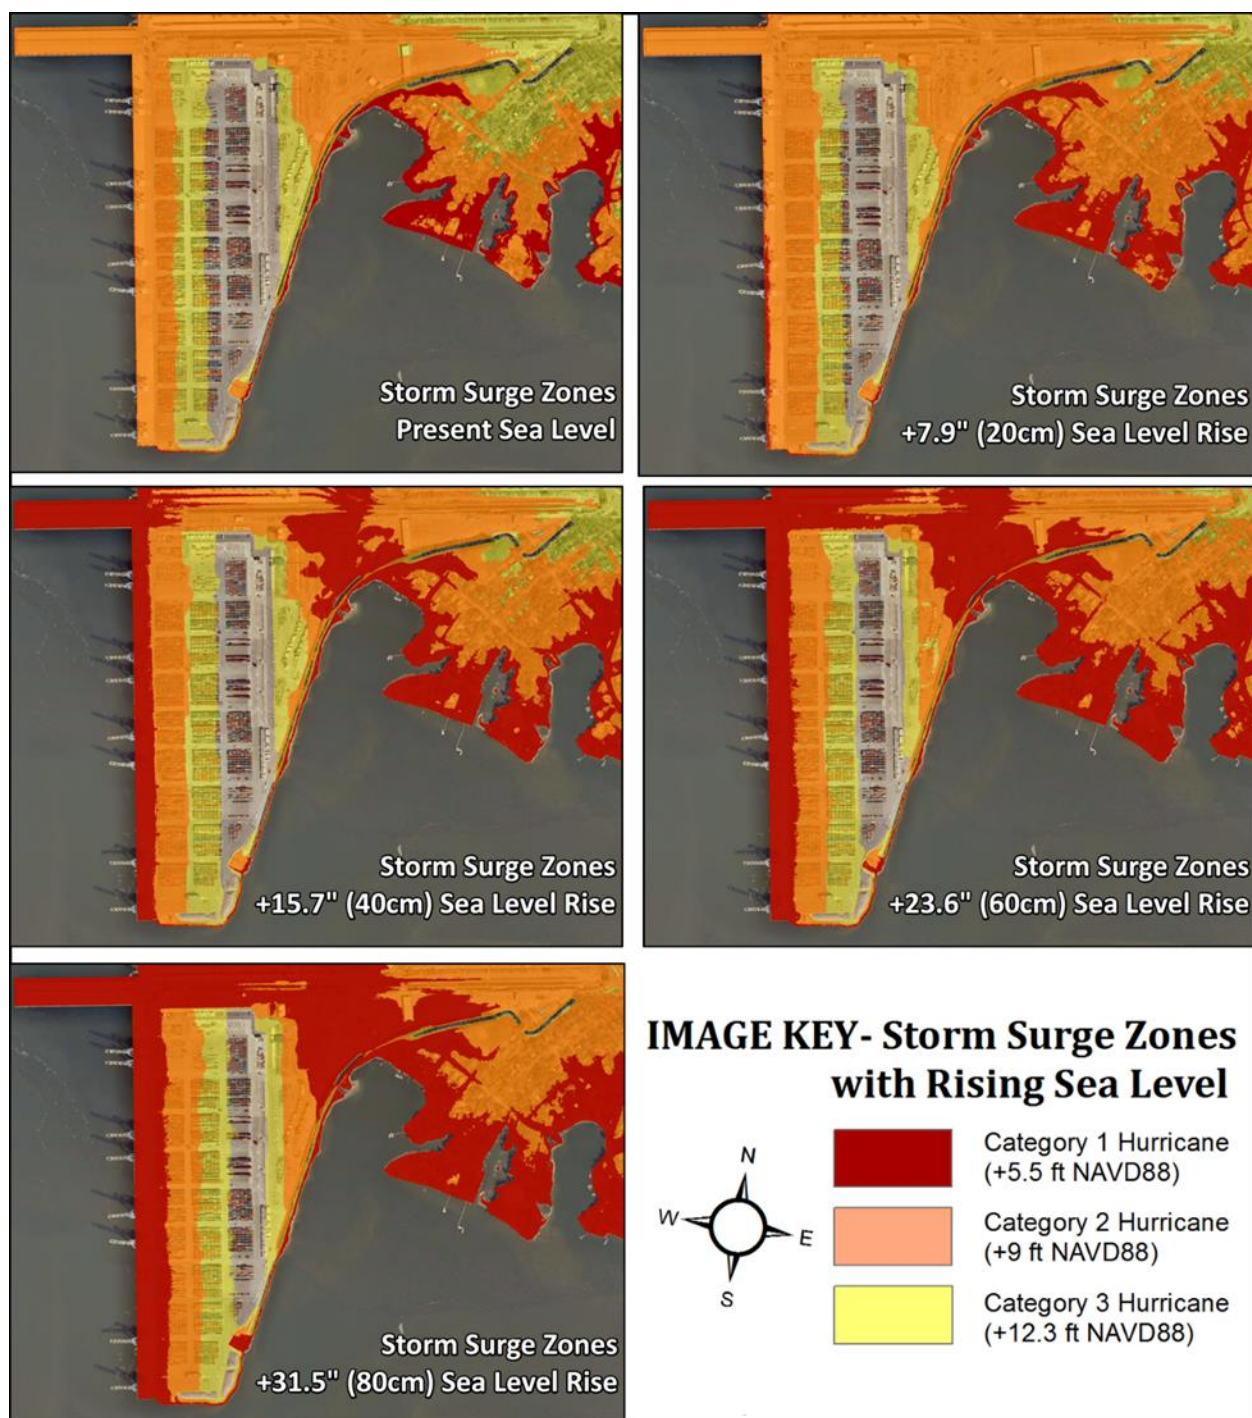 Storm Surge Zones
Present Sea Level
Storm Surge Zones
+7.9" (20cm) Sea Level Rise
Storm Surge Zones
+15.7" (40cm) Sea Level Rise
Storm Surge Zones
+23.6" (60cm) Sea Level Rise
Storm Surge Zones
+31.5" (80cm) Sea Level Rise
IMAGE KEY- Storm Surge Zones
with Rising Sea Level
N
W
E
S
Category 1 Hurricane
(+5.5 ft NAVD88)
Category 2 Hurricane
(+9 ft NAVD88)
Category 3 Hurricane
(+12.3 ft NAVD88)